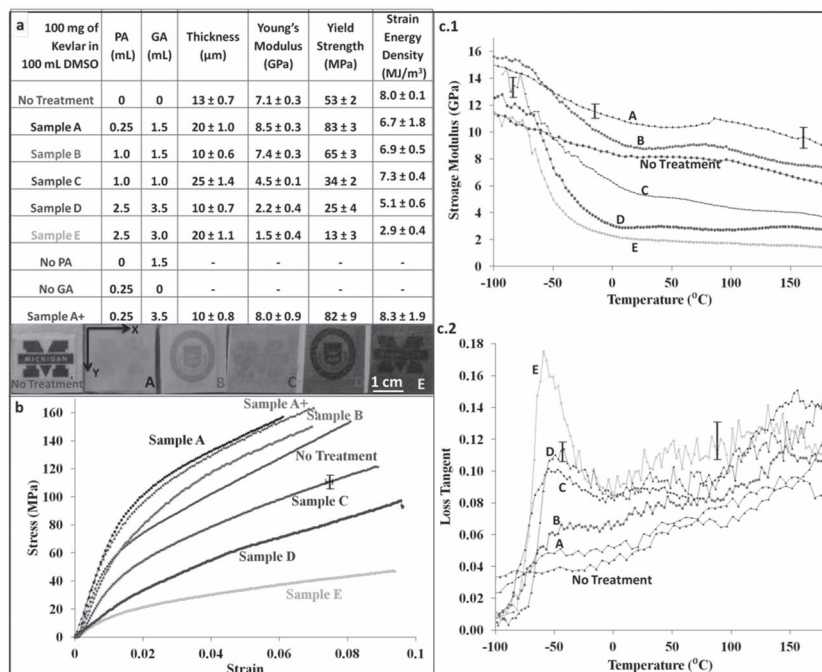 a
100 mg of Kevlar in 100 mL DMSO PA (mL) GA (mL) Thickness (μm) Young's Modulus (GPa) Yield Strength (MPa) Strain Energy Density (MJ/m³)
No Treatment 0 0 13 ± 0.7 7.1 ± 0.3 53 ± 2 8.0 ± 0.1
Sample A 0.25 1.5 20 ± 1.0 8.5 ± 0.3 83 ± 3 6.7 ± 1.8
Sample B 1.0 1.5 10 ± 0.6 7.4 ± 0.3 65 ± 3 6.9 ± 0.5
Sample C 1.0 1.0 25 ± 1.4 4.5 ± 0.1 34 ± 2 7.3 ± 0.4
Sample D 2.5 3.5 10 ± 0.7 2.2 ± 0.4 25 ± 4 5.1 ± 0.6
Sample E 2.5 3.0 20 ± 1.1 1.5 ± 0.4 13 ± 3 2.9 ± 0.4
No PA 0 1.5 - - - -
No GA 0.25 0 - - - -
Sample A+ 0.25 3.5 10 ± 0.8 8.0 ± 0.9 82 ± 9 8.3 ± 1.9
MICHIGAN
No Treatment
X
Y
A
B
C
D
1 cm
E
b
160
140
120
100
80
60
40
20
0
Stress (MPa)
Sample A+
Sample A
Sample B
No Treatment
Sample C
Sample D
Sample E
0 0.02 0.04 0.06 0.08 0.1
Strain
c.1
16
14
12
10
8
6
4
2
0
Stroage Modulus (GPa)
A
B
No Treatment
C
D
E
-100 -50 0 50 100 150
Temperature (⁰C)
c.2
0.18
0.16
0.14
0.12
0.10
0.08
0.06
0.04
0.02
0.00
Loss Tangent
E
D
C
B
A
No Treatment
-100 -50 0 50 100 150
Temperature (⁰C)